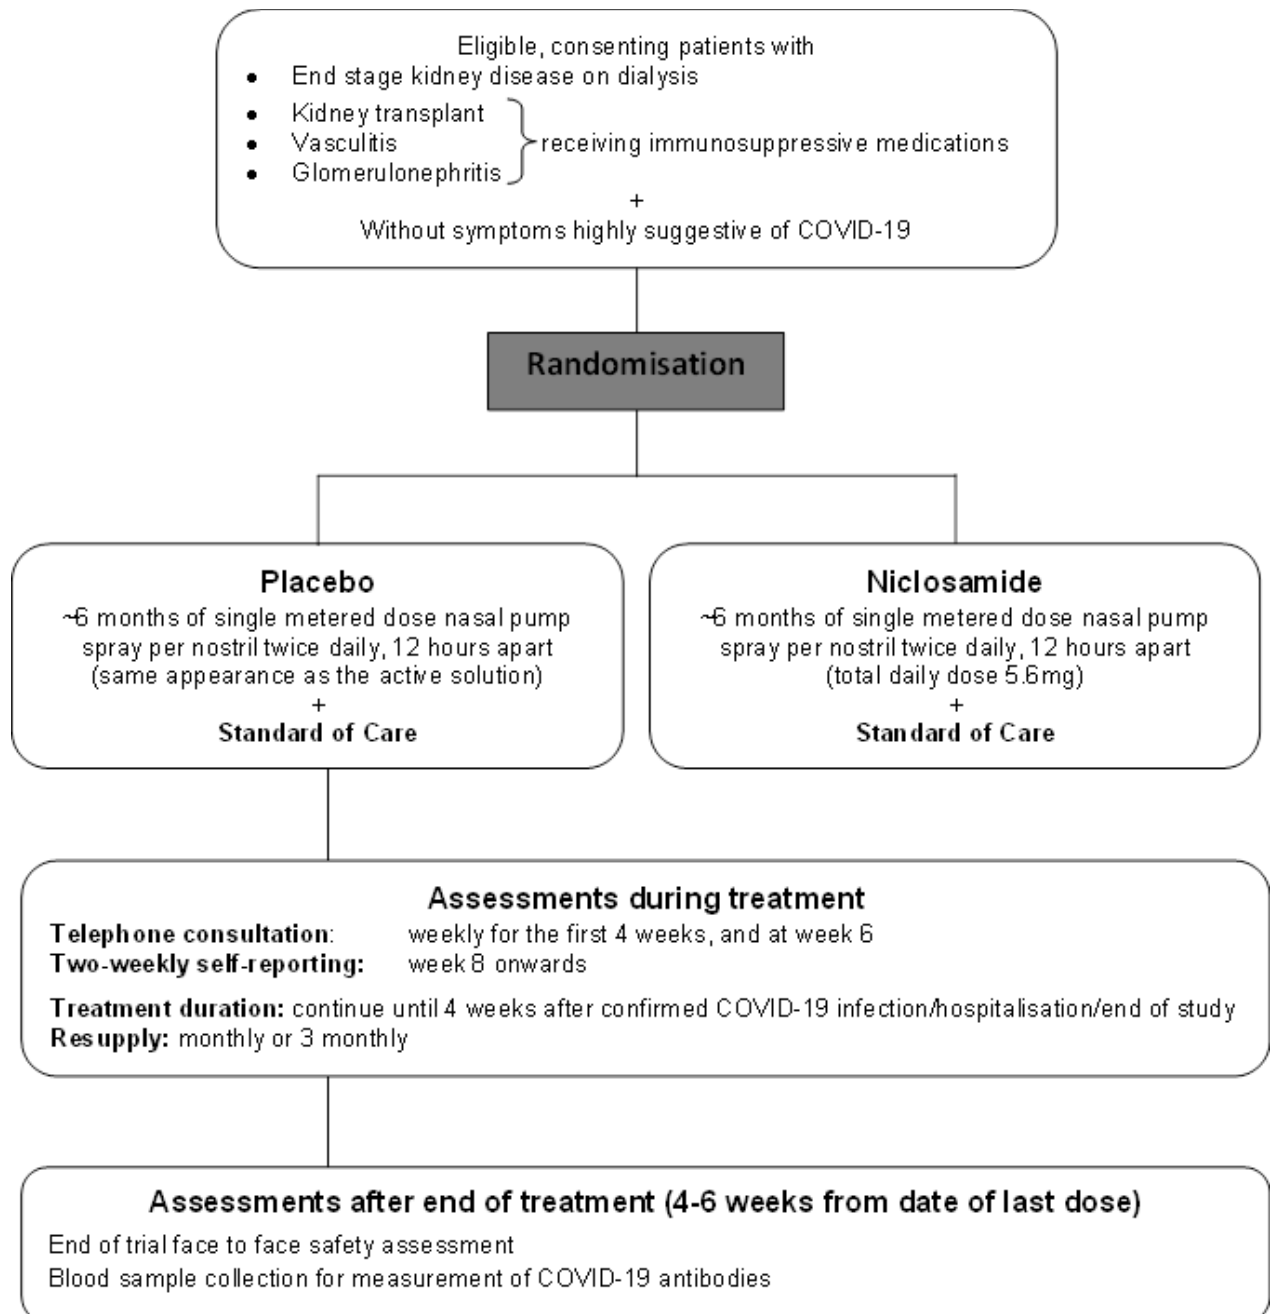 Eligible, consenting patients with
● End stage kidney disease on dialysis
● Kidney transplant
● Vasculitis
● Glomerulonephritis
receiving immunosuppressive medications
+
Without symptoms highly suggestive of COVID-19
Randomisation
Placebo
~6 months of single metered dose nasal pump
spray per nostril twice daily, 12 hours apart
(same appearance as the active solution)
+
Standard of Care
Niclosamide
~6 months of single metered dose nasal pump
spray per nostril twice daily, 12 hours apart
(total daily dose 5.6mg)
+
Standard of Care
Assessments during treatment
Telephone consultation: weekly for the first 4 weeks, and at week 6
Two-weekly self-reporting: week 8 onwards
Treatment duration: continue until 4 weeks after confirmed COVID-19 infection/hospitalisation/end of study
Resupply: monthly or 3 monthly
Assessments after end of treatment (4-6 weeks from date of last dose)
End of trial face to face safety assessment
Blood sample collection for measurement of COVID-19 antibodies